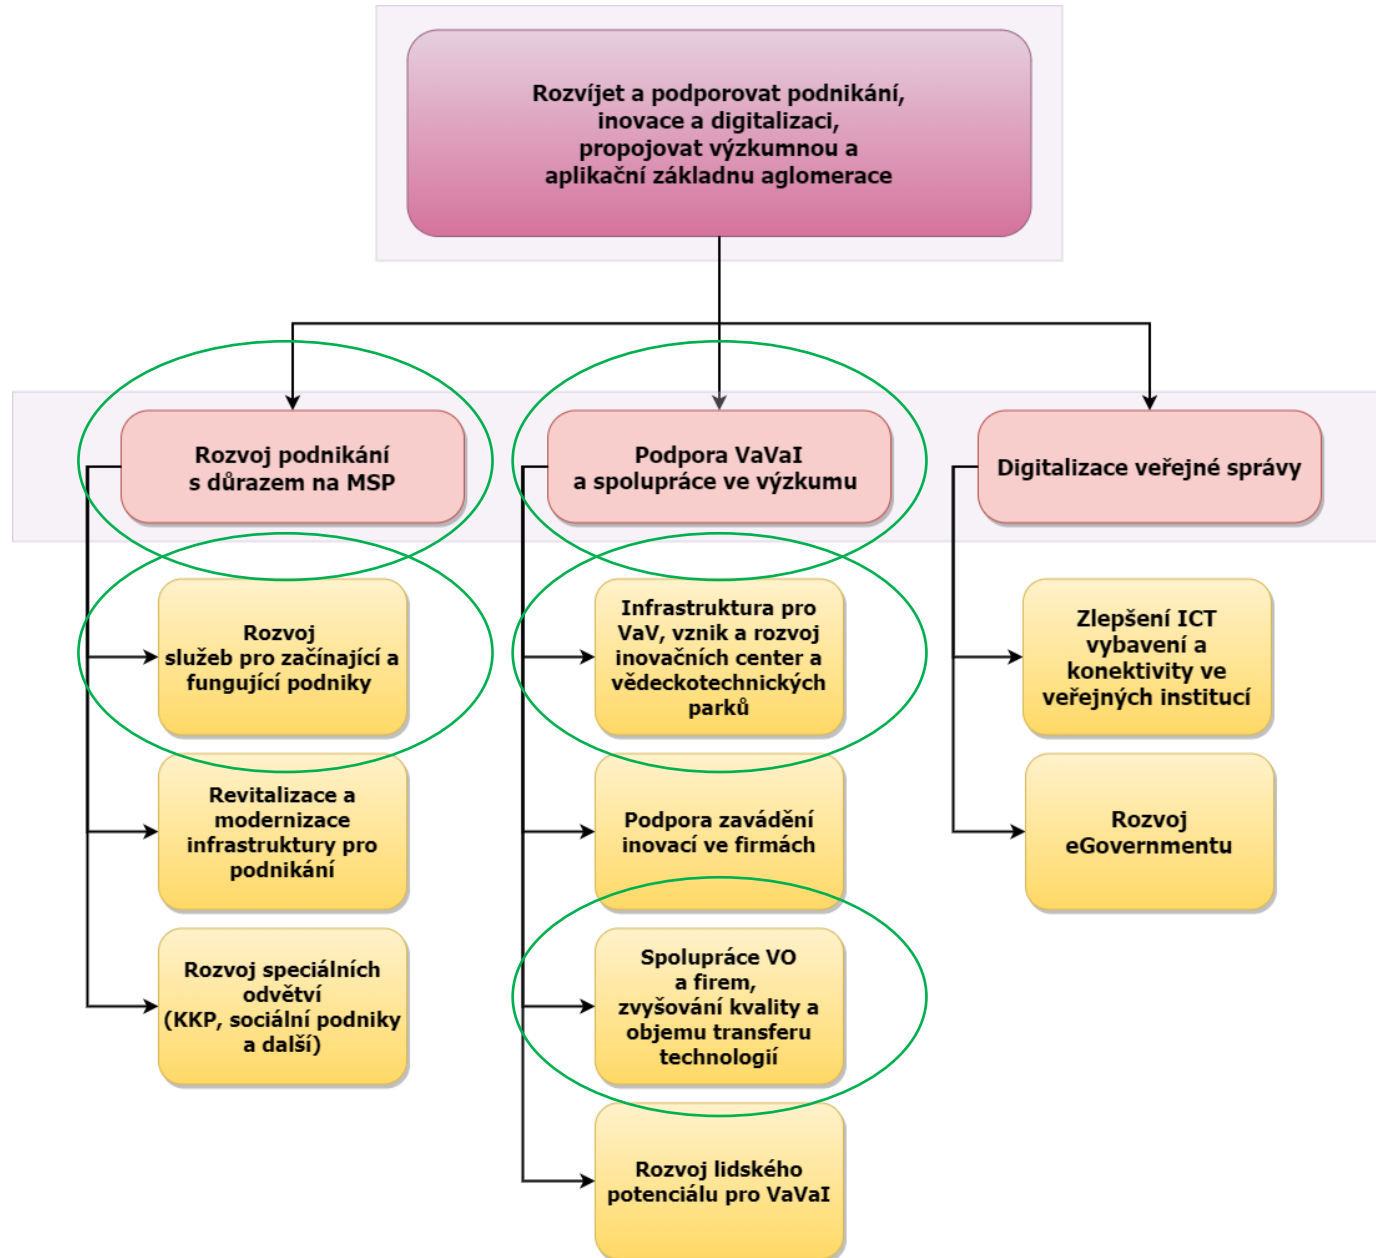 Rozvíjet a podporovat podnikání,
inovace a digitalizaci,
propojovat výzkumnou a
aplikační základnu aglomerace
Rozvoj podnikání
s důrazem na MSP
Podpora VaVaI
a spolupráce ve výzkumu
Digitalizace veřejné správy
Rozvoj
služeb pro začínající a
fungující podniky
Revitalizace a
modernizace
infrastruktury pro
podnikání
Rozvoj speciálních
odvětví
(KKP, sociální podniky
a další)
Infrastruktura pro
VaV, vznik a rozvoj
inovačních center a
vědeckotechnických
parků
Podpora zavádění
inovací ve firmách
Spolupráce VO
a firem,
zvyšování kvality a
objemu transferu
technologií
Rozvoj lidského
potenciálu pro VaVaI
Zlepšení ICT
vybavení a
konektivity ve
veřejných institucí
Rozvoj
eGovernmentu